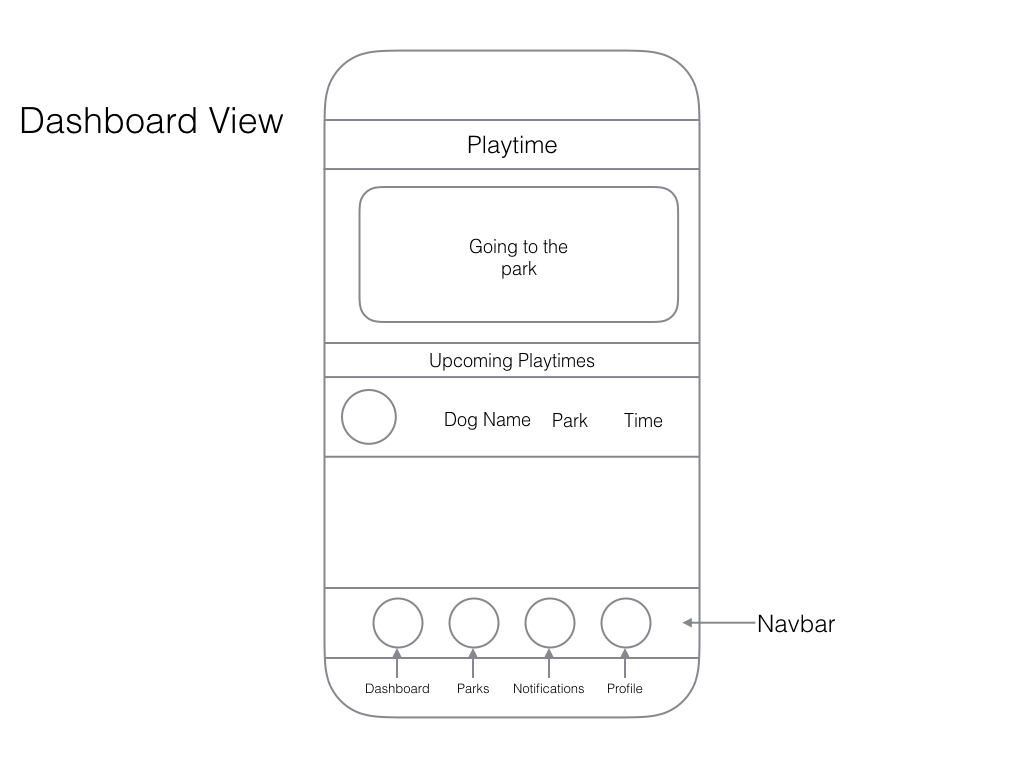 Dashboard View
Playtime
Going to the
park
Upcoming Playtimes
Dog Name Park Time
Navbar
Dashboard Parks Notifications Profile